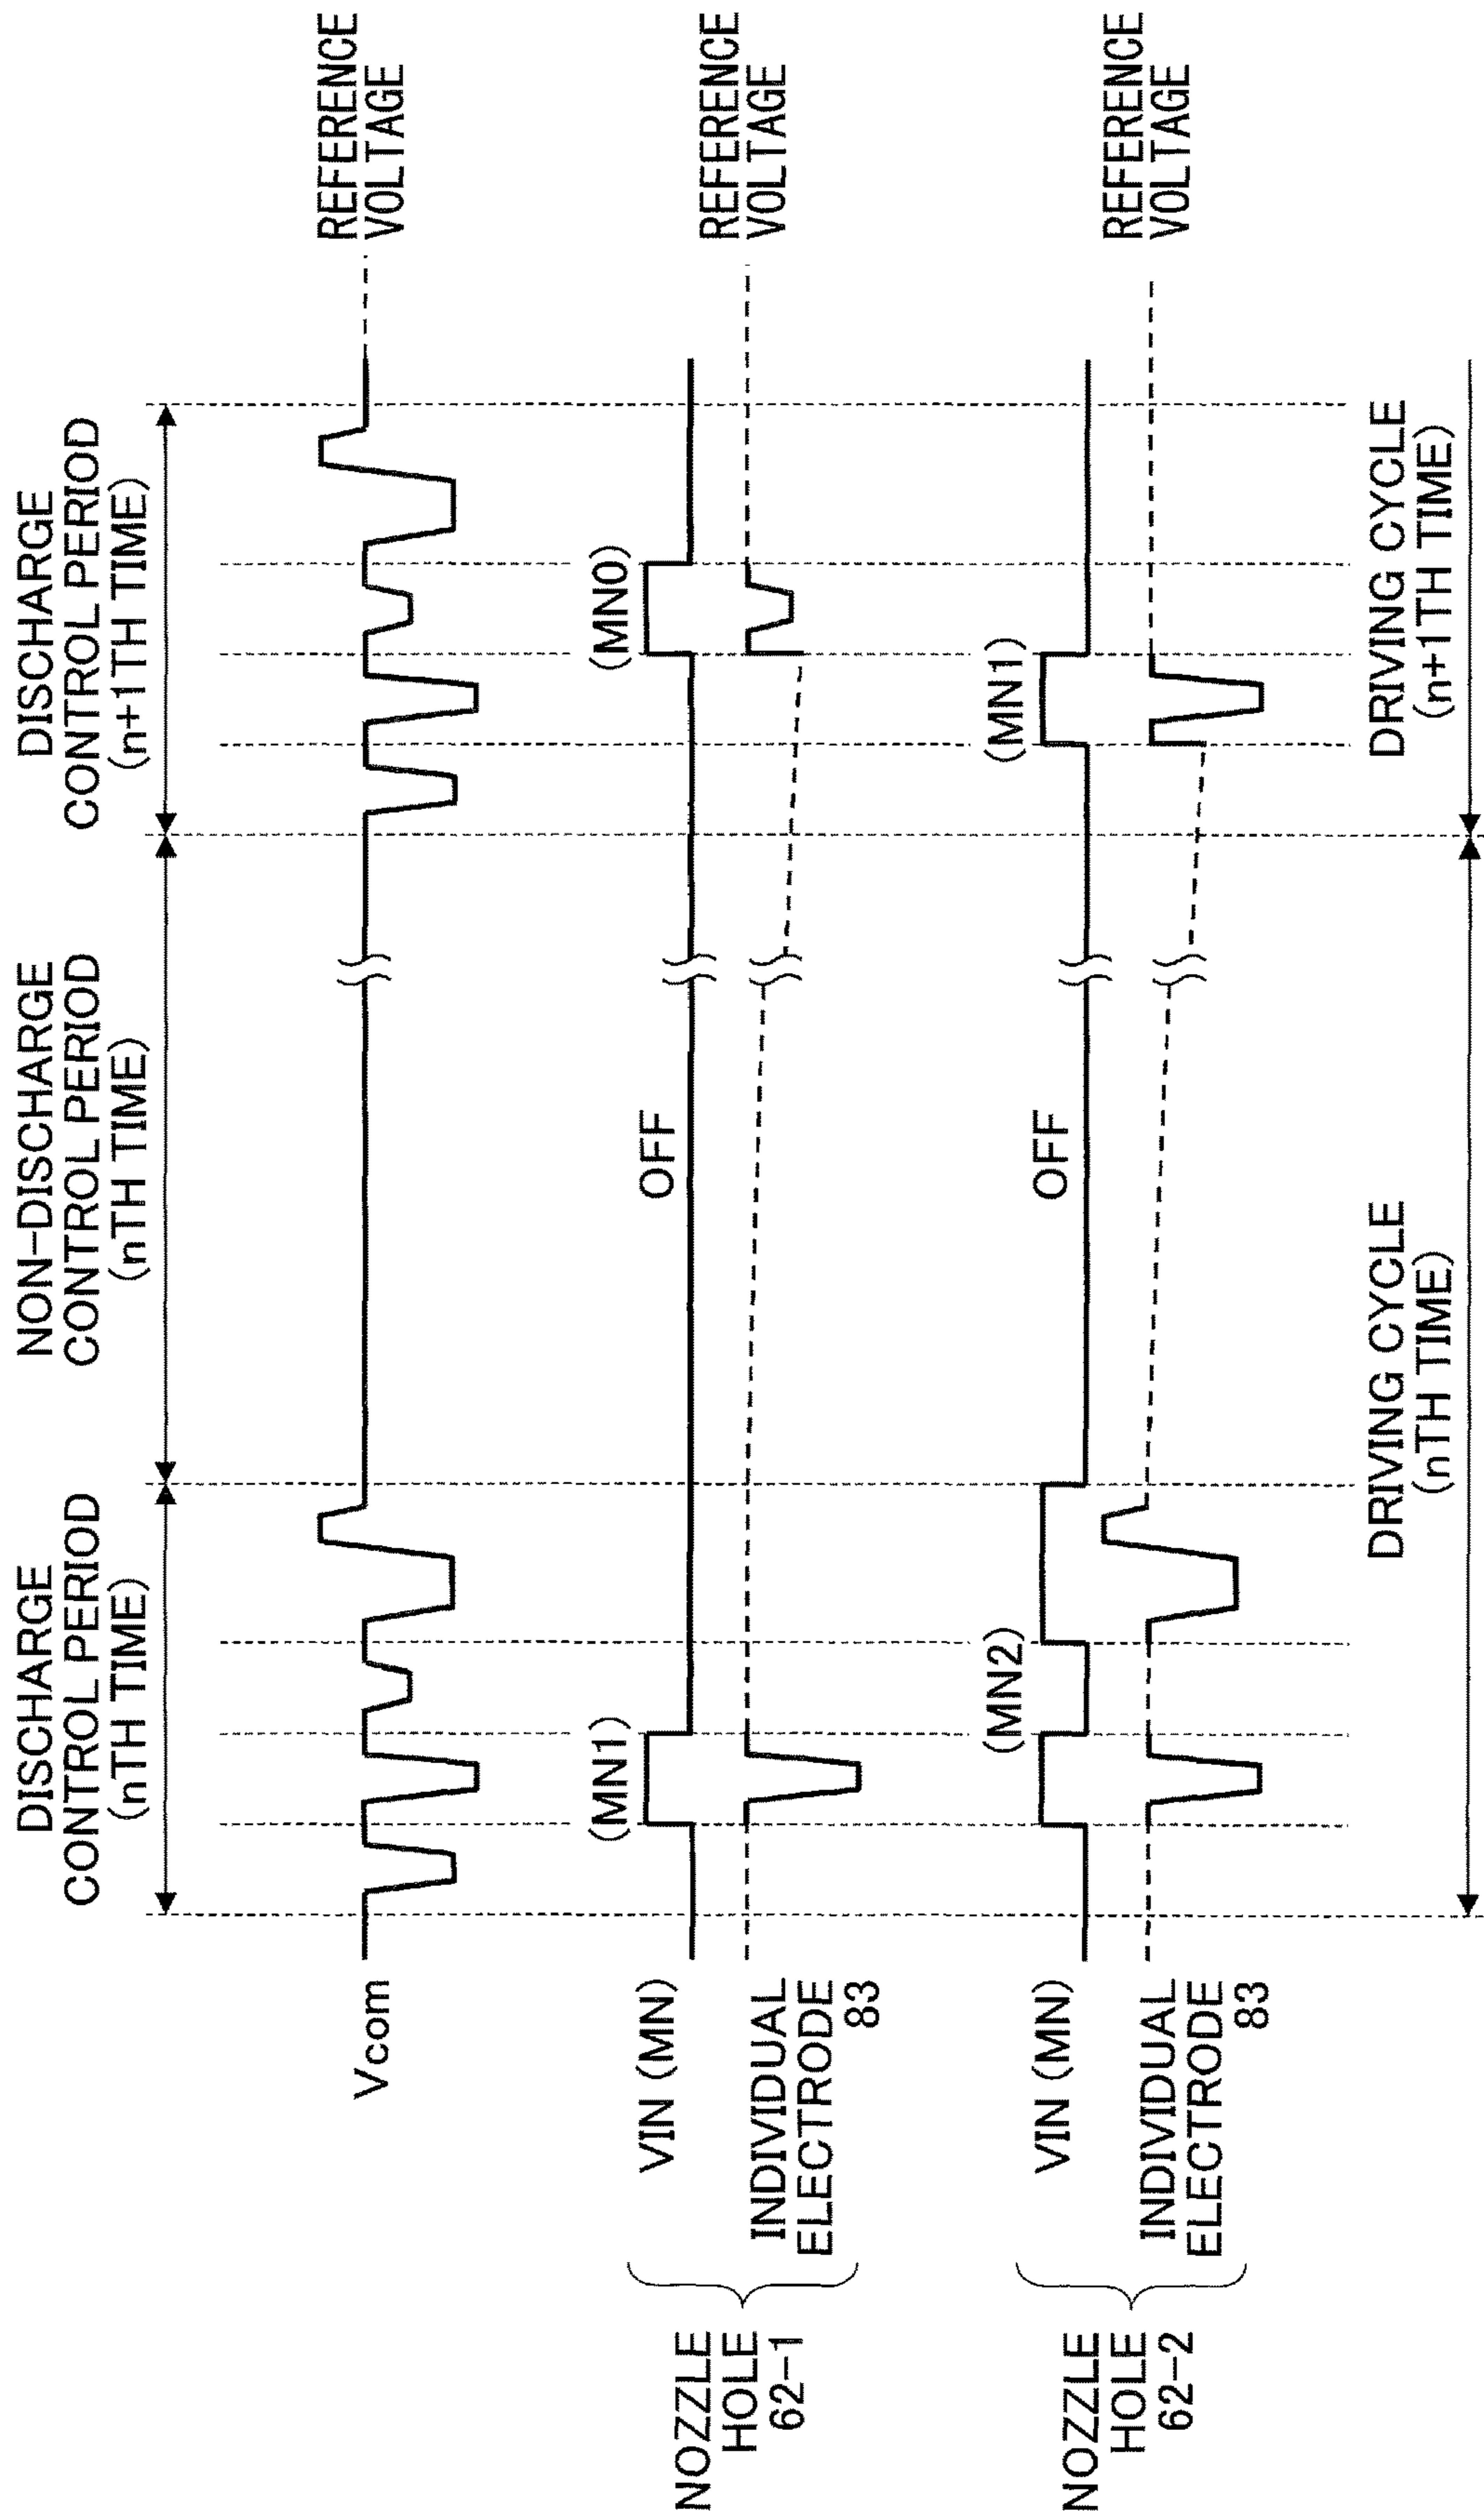 DISCHARGE
CONTROL PERIOD
(nTH TIME)
NON-DISCHARGE
CONTROL PERIOD
(nTH TIME)
DISCHARGE
CONTROL PERIOD
(n+1TH TIME)
Vcom
REFERENCE
VOLTAGE
NOZZLE
HOLE
62-1
VIN (MN)
(MN1)
OFF
(MN0)
INDIVIDUAL
ELECTRODE
83
REFERENCE
VOLTAGE
NOZZLE
HOLE
62-2
VIN (MN)
(MN2)
OFF
(MN1)
INDIVIDUAL
ELECTRODE
83
REFERENCE
VOLTAGE
DRIVING CYCLE
(nTH TIME)
DRIVING CYCLE
(n+1TH TIME)